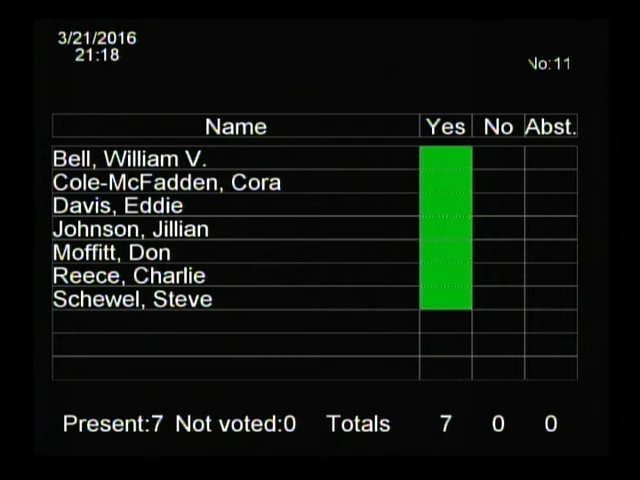 3/21/2016
21:18
No:11
Name Yes No Abst.
Bell, William V.
Cole-McFadden, Cora
Davis, Eddie
Johnson, Jillian
Moffitt, Don
Reece, Charlie
Schewel, Steve
Present:7 Not voted:0 Totals 7 0 0